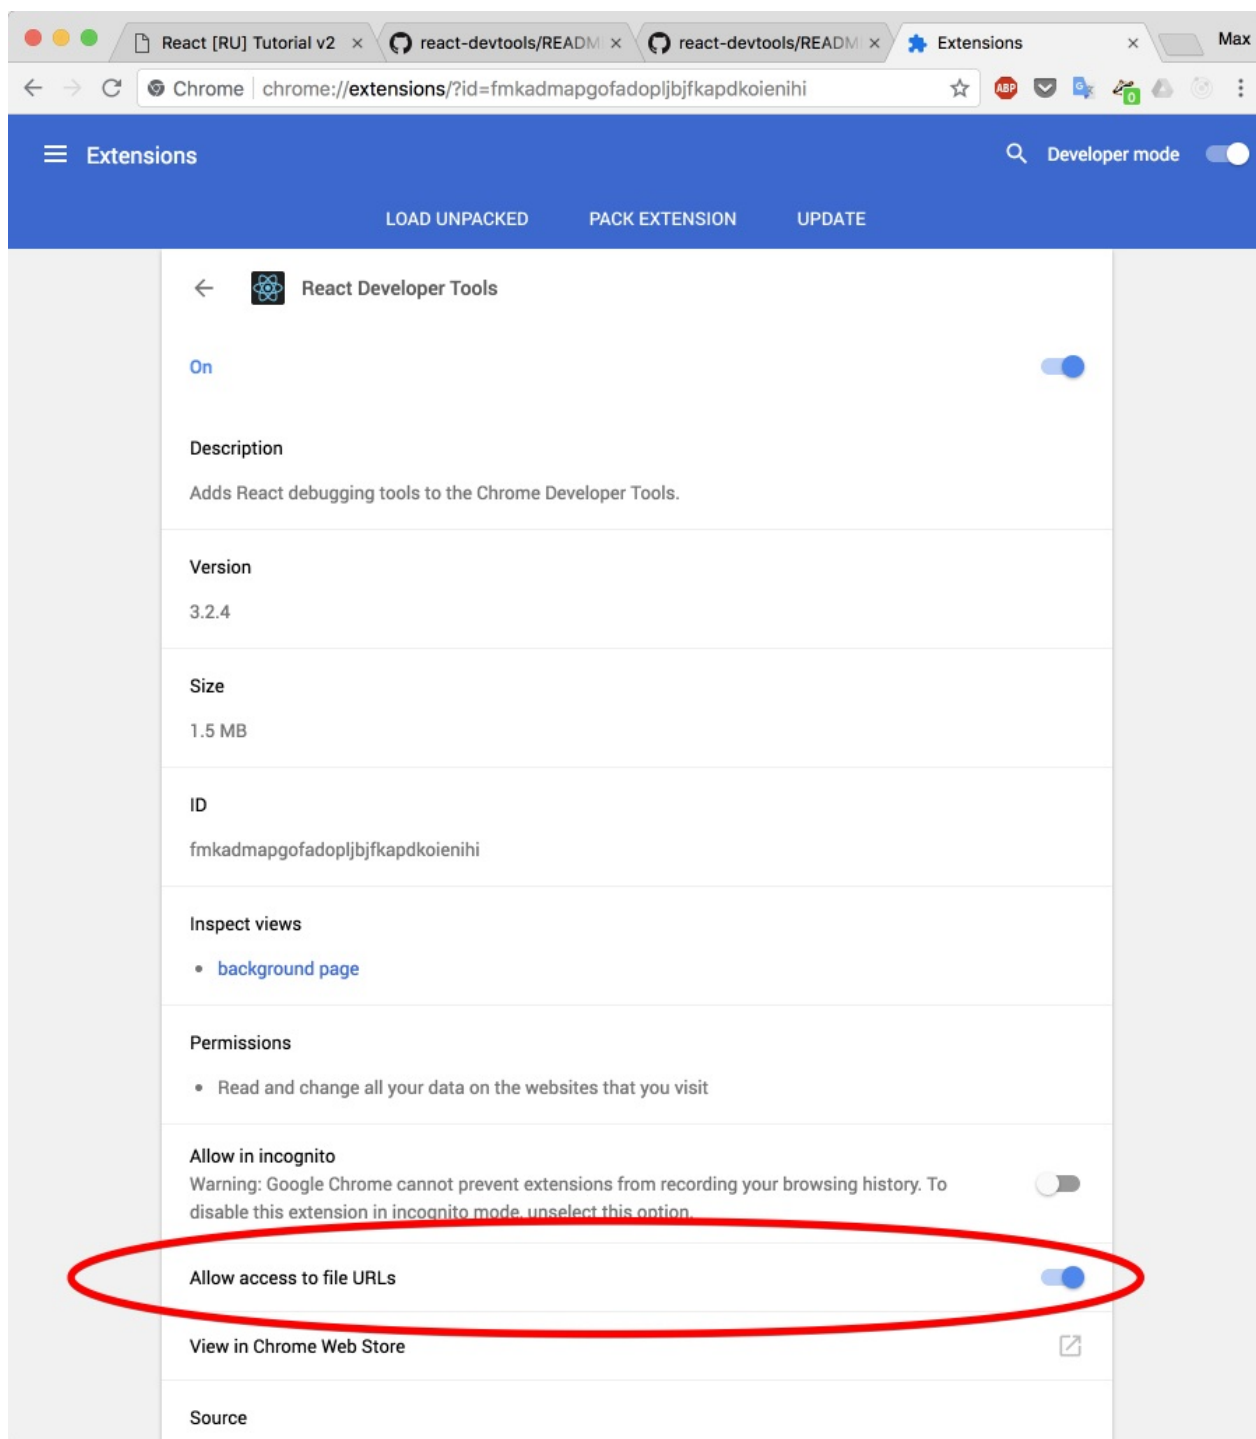 React [RU] Tutorial v2
react-devtools/READM
react-devtools/READM
Extensions
Max
Chrome
chrome://extensions/?id=fmkadmapgofadopljbjfkapdkoienihi
ABP
0
Extensions
Developer mode
LOAD UNPACKED
PACK EXTENSION
UPDATE
React Developer Tools
On
Description
Adds React debugging tools to the Chrome Developer Tools.
Version
3.2.4
Size
1.5 MB
ID
fmkadmapgofadopljbjfkapdkoienihi
Inspect views
• background page
Permissions
• Read and change all your data on the websites that you visit
Allow in incognito
Warning: Google Chrome cannot prevent extensions from recording your browsing history. To
disable this extension in incognito mode, unselect this option.
Allow access to file URLs
View in Chrome Web Store
Source